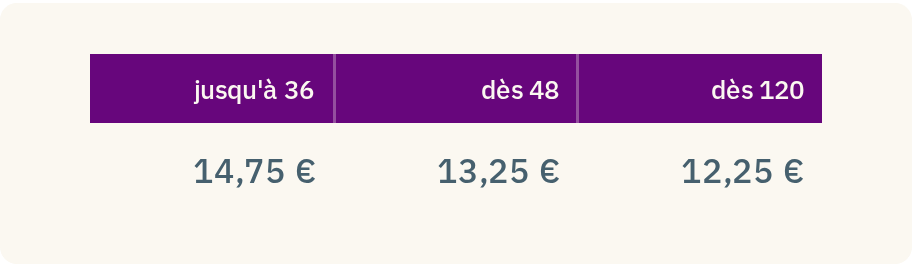 jusqu'à 36 dès 48 dès 120
14,75 € 13,25 € 12,25 €